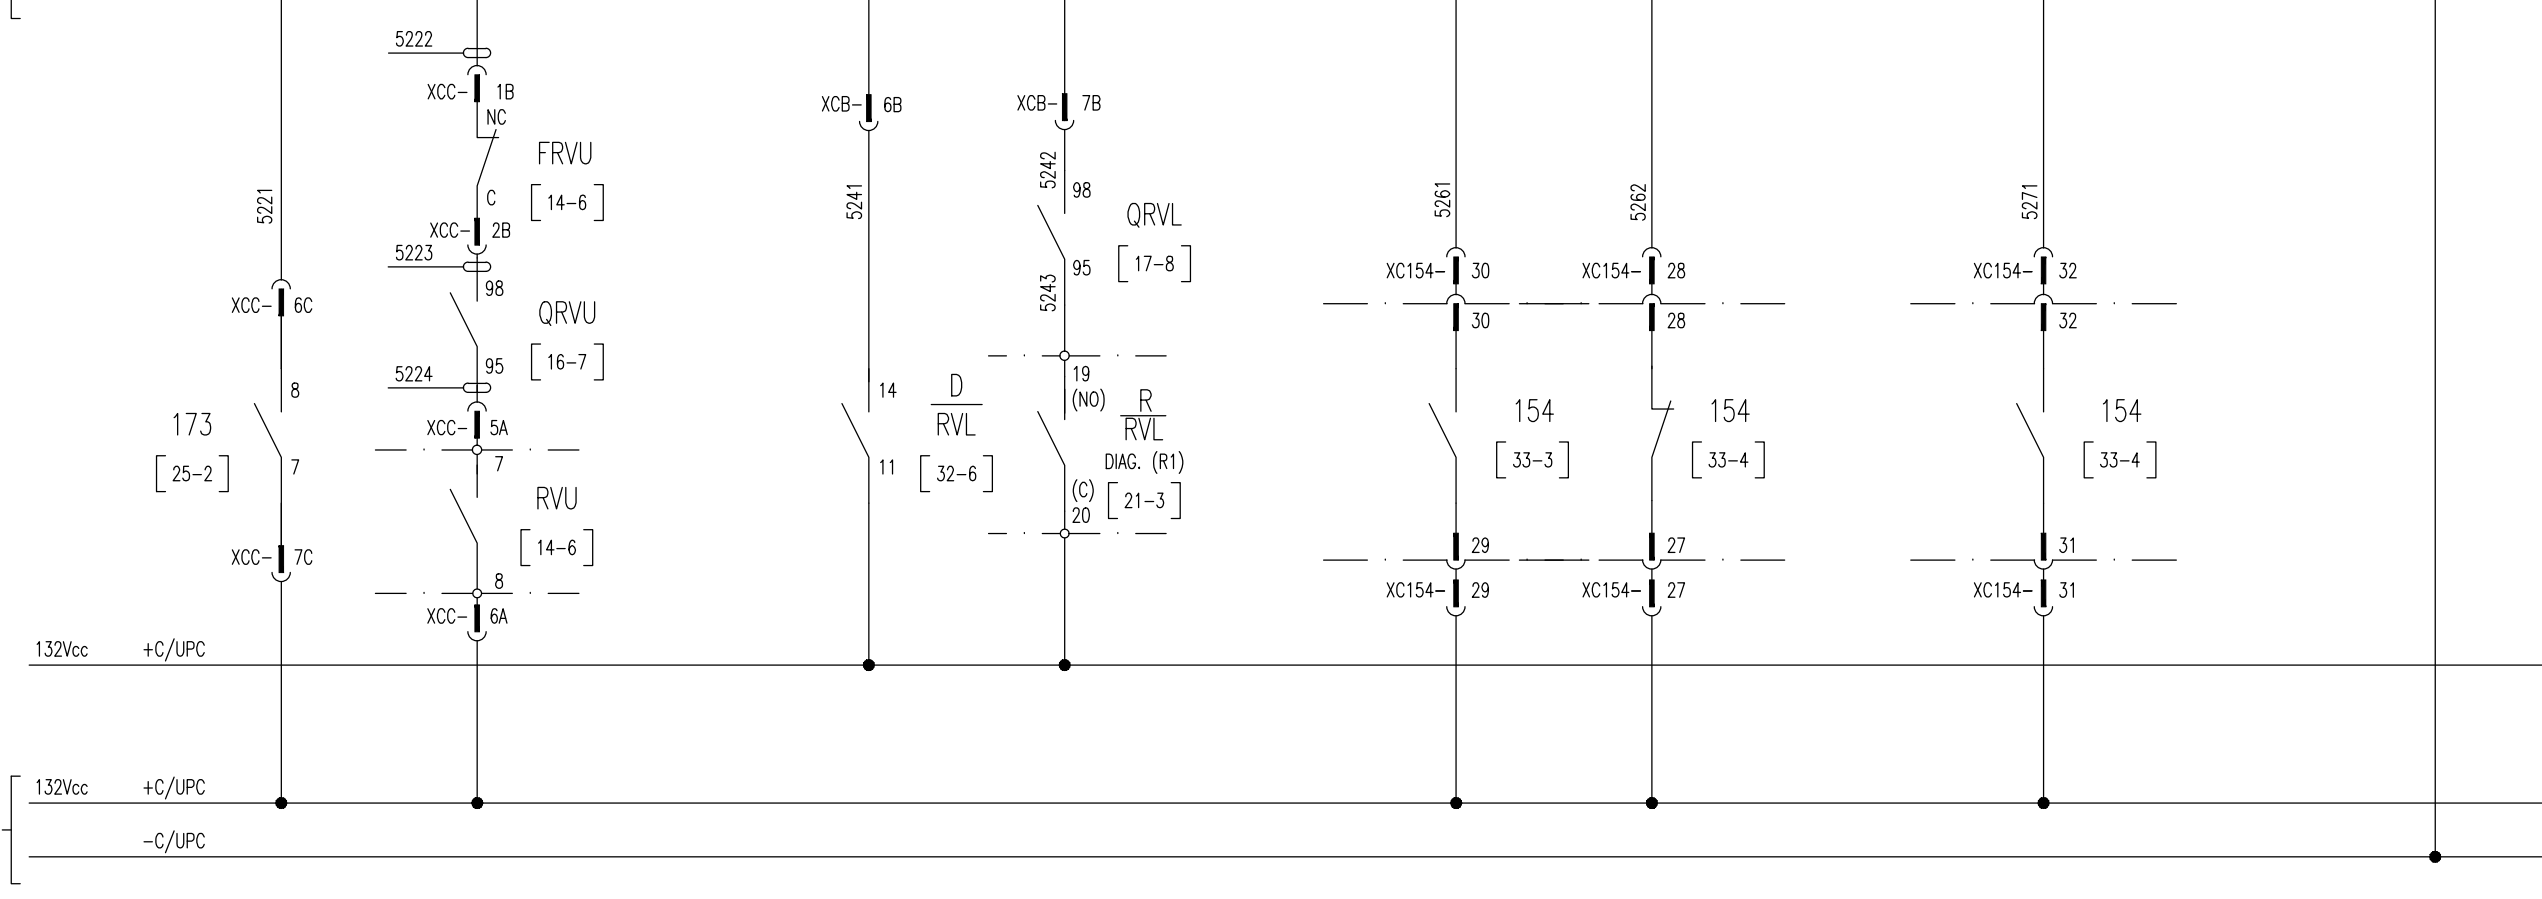 5221
XCC- 6C
8
173
[25-2]
7
XCC- 7C
5222
XCC- 1B
NC
FRVU
[14-6]
C
XCC- 2B
5223
98
QRVU
[16-7]
95
5224
XCC- 5A
7
RVU
[14-6]
8
XCC- 6A
XCB- 6B
5241
14
D
RVL
[32-6]
11
XCB- 7B
5242
98
QRVL
[17-8]
95
5243
19
(NO)
R
RVL
DIAG. (R1)
[21-3]
(C)
20
5261
XC154- 30
30
154
[33-3]
29
XC154- 29
5262
XC154- 28
28
154
[33-4]
27
XC154- 27
5271
XC154- 32
32
154
[33-4]
31
XC154- 31
132Vcc +C/UPC
132Vcc +C/UPC
-C/UPC